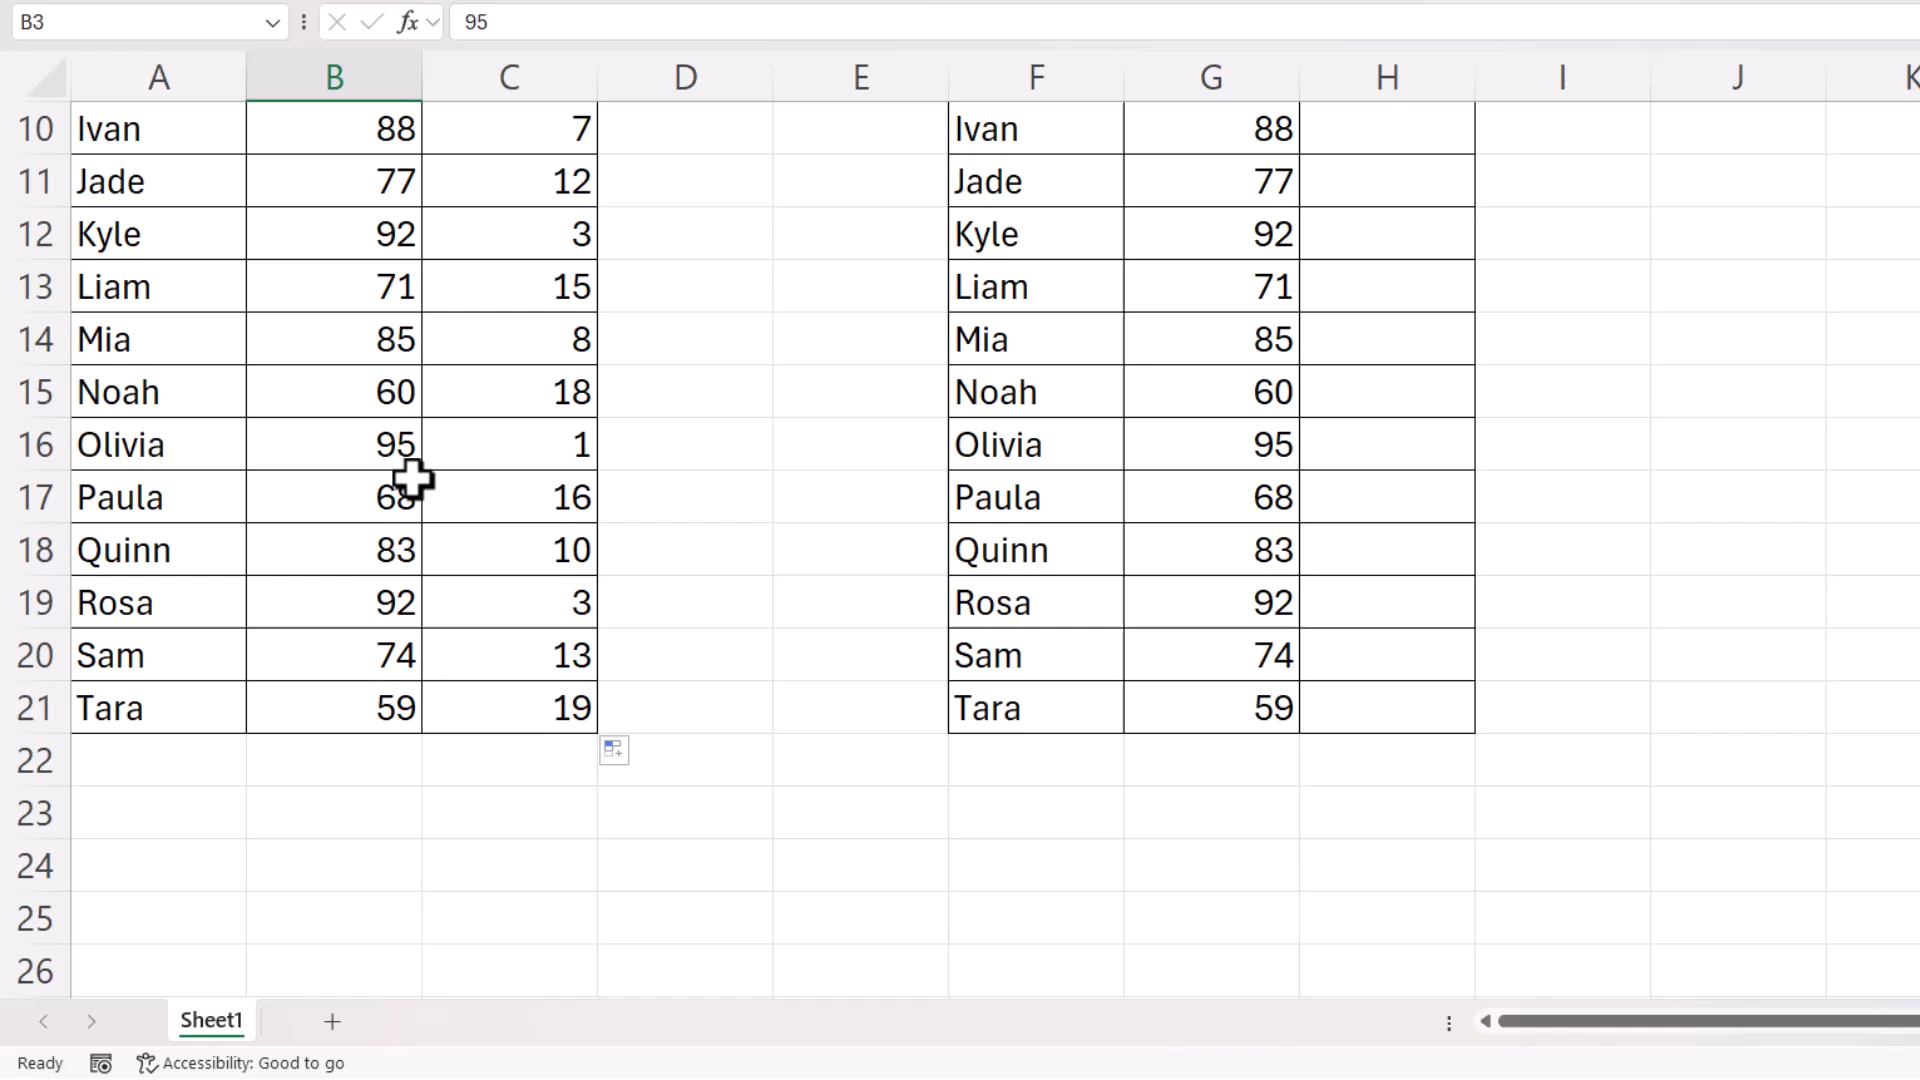 B3 fx 95
A B C D E F G H I J K
10 Ivan 88 7 Ivan 88
11 Jade 77 12 Jade 77
12 Kyle 92 3 Kyle 92
13 Liam 71 15 Liam 71
14 Mia 85 8 Mia 85
15 Noah 60 18 Noah 60
16 Olivia 95 1 Olivia 95
17 Paula 68 16 Paula 68
18 Quinn 83 10 Quinn 83
19 Rosa 92 3 Rosa 92
20 Sam 74 13 Sam 74
21 Tara 59 19 Tara 59
22
23
24
25
26
Sheet1
Ready Accessibility: Good to go